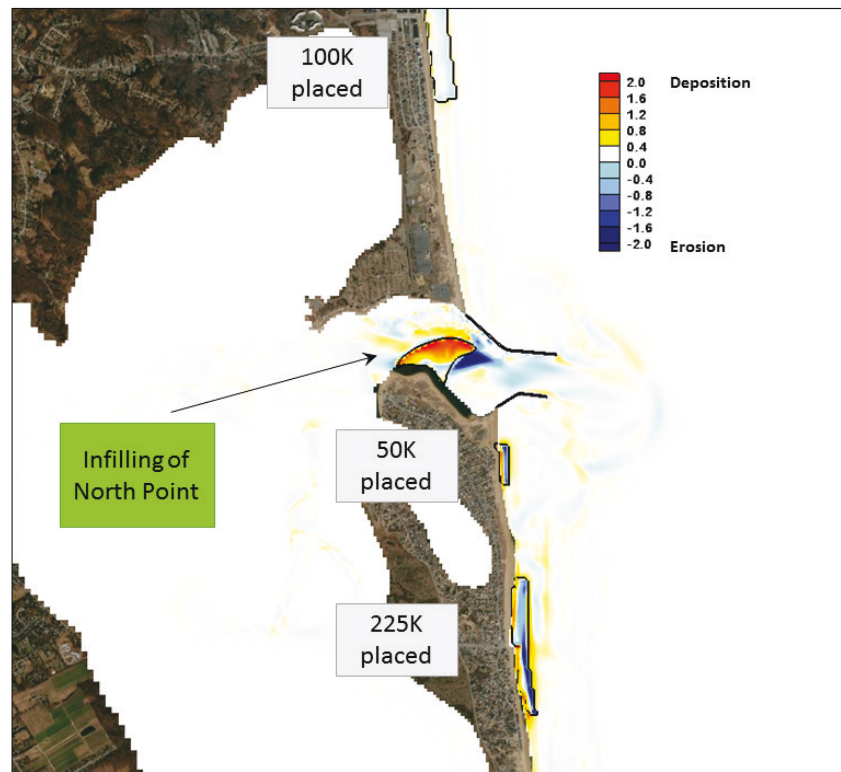 100K
placed
2.0
1.6
1.2
0.8
0.4
0.0
-0.4
-0.8
-1.2
-1.6
-2.0
Deposition
Erosion
Infilling of
North Point
50K
placed
225K
placed